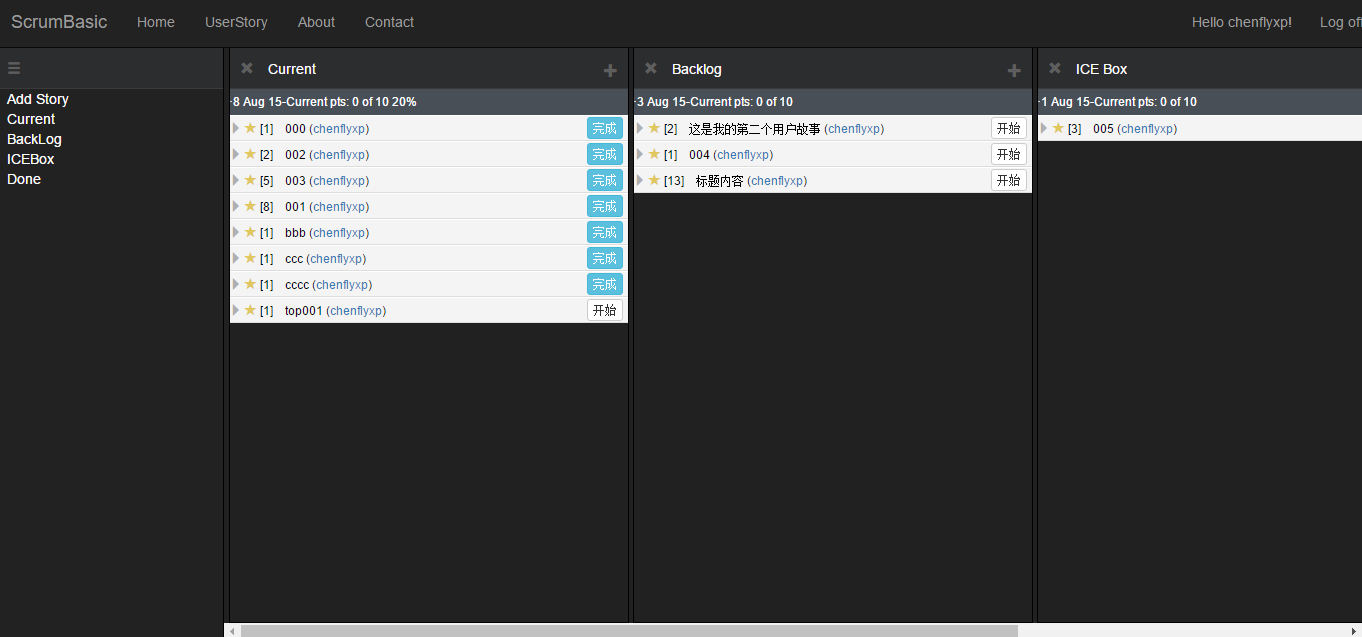 ScrumBasic Home UserStory About Contact Hello chenflyxp! Log off
Add Story
Current
BackLog
ICEBox
Done
Current
-8 Aug 15-Current pts: 0 of 10 20%
[1] 000 (chenflyxp) 完成
[2] 002 (chenflyxp) 完成
[5] 003 (chenflyxp) 完成
[8] 001 (chenflyxp) 完成
[1] bbb (chenflyxp) 完成
[1] ccc (chenflyxp) 完成
[1] cccc (chenflyxp) 完成
[1] top001 (chenflyxp) 开始
Backlog
-3 Aug 15-Current pts: 0 of 10
[2] 这是我的第二个用户故事 (chenflyxp) 开始
[1] 004 (chenflyxp) 开始
[13] 标题内容 (chenflyxp) 开始
ICE Box
-1 Aug 15-Current pts: 0 of 10
[3] 005 (chenflyxp)